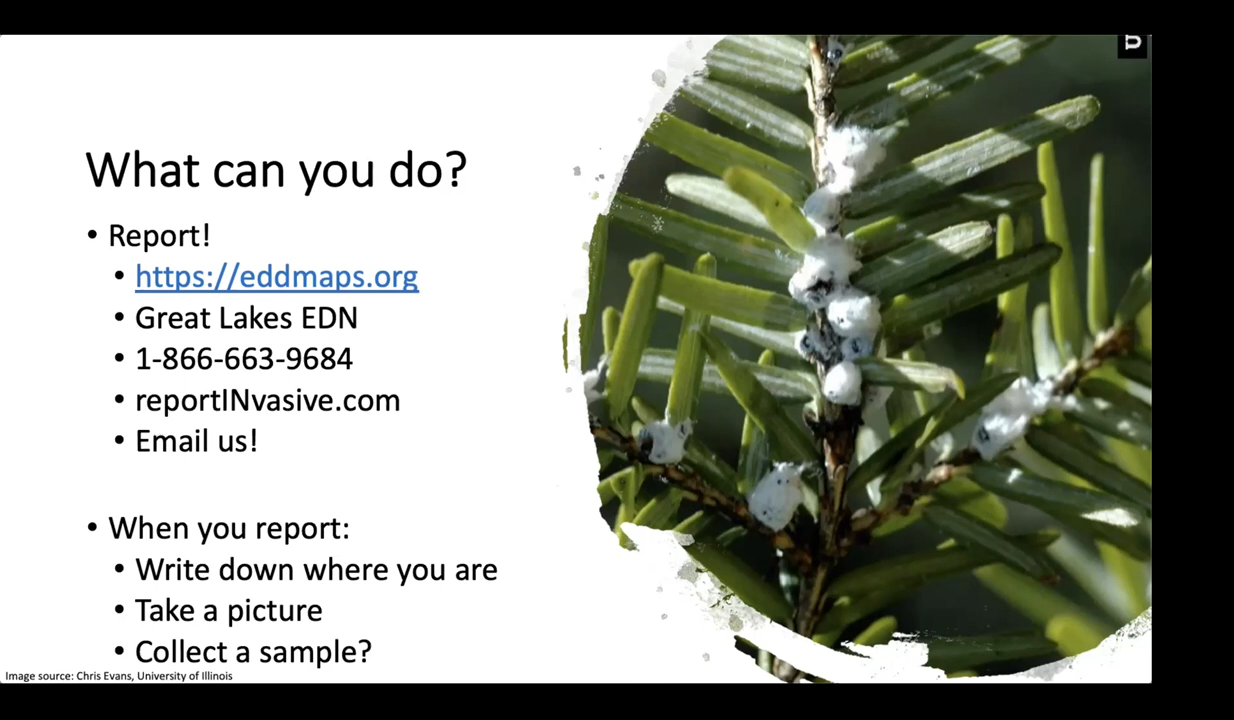 What can you do?
• Report!
• https://eddmaps.org
• Great Lakes EDN
• 1-866-663-9684
• reportINvasive.com
• Email us!
• When you report:
• Write down where you are
• Take a picture
• Collect a sample?
Image source: Chris Evans, University of Illinois